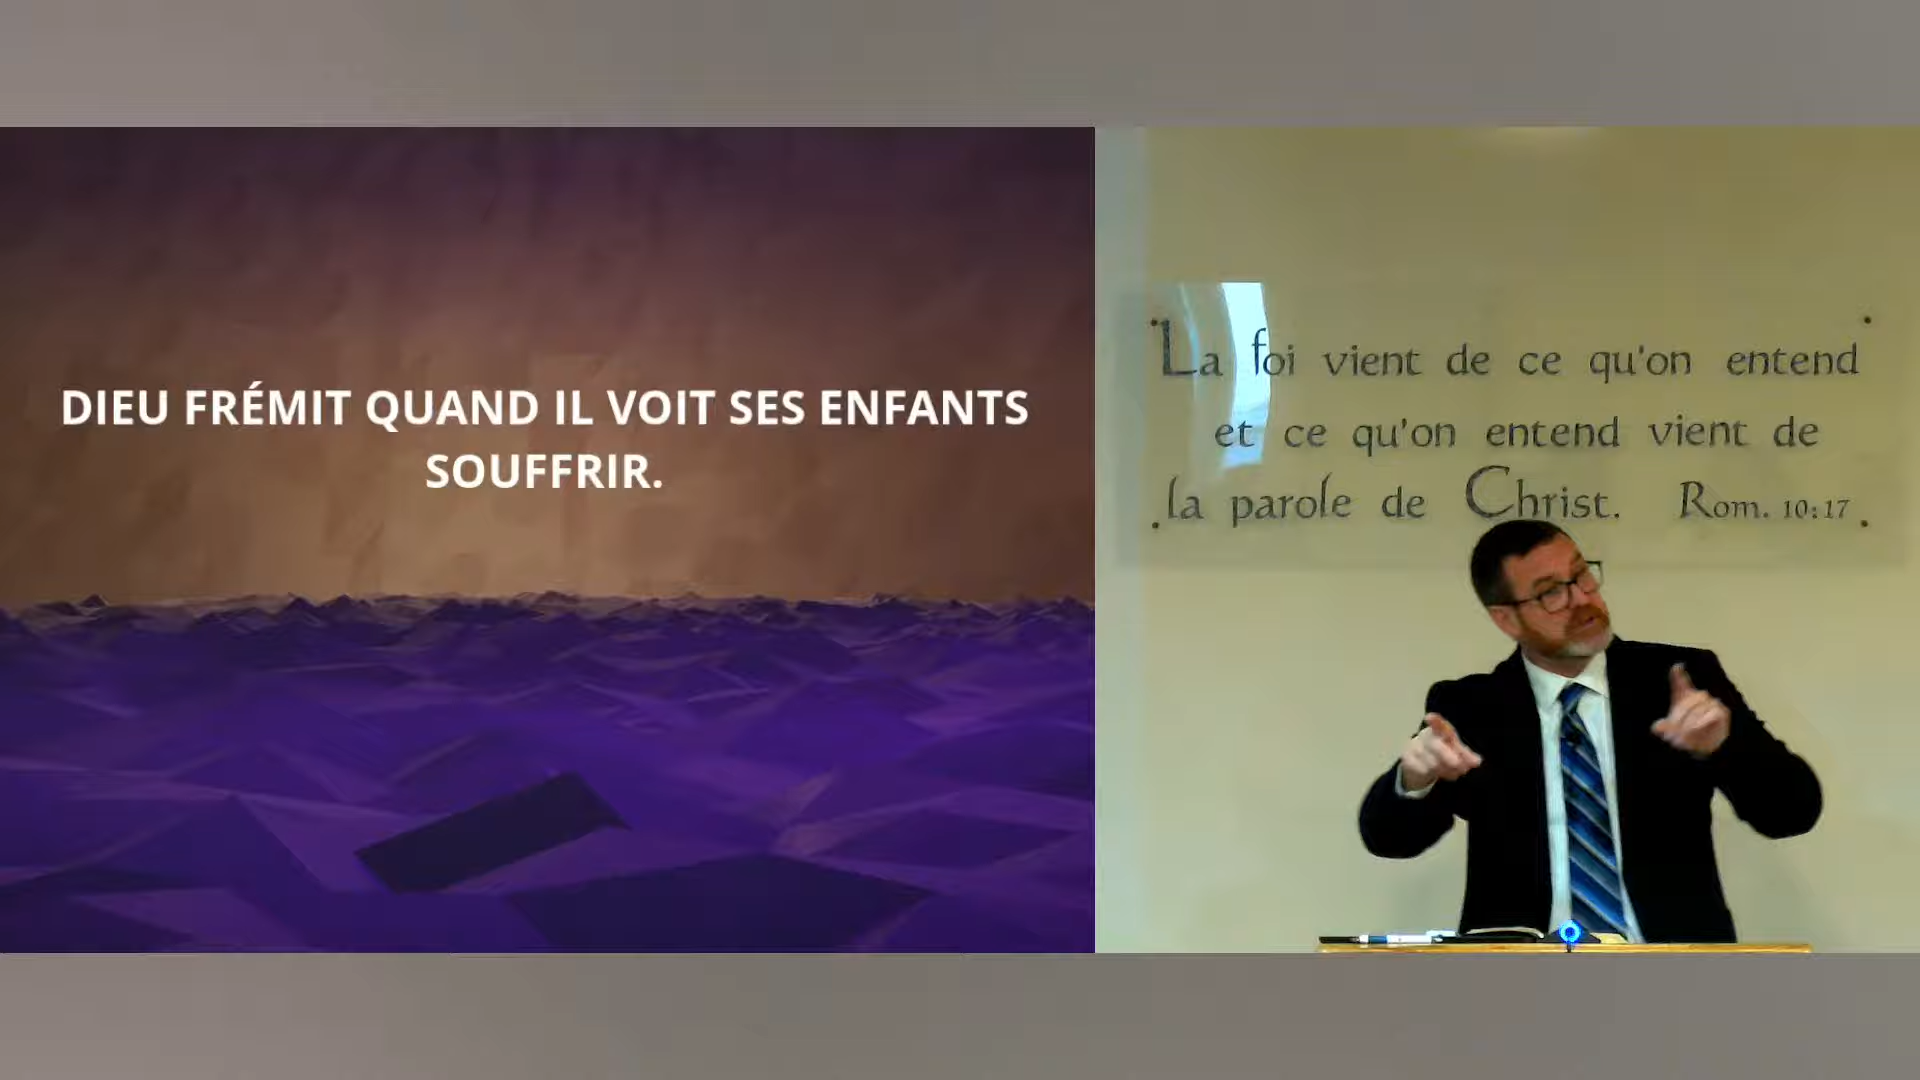 DIEU FRÉMIT QUAND IL VOIT SES ENFANTS
SOUFFRIR.
La foi vient de ce qu'on entend
et ce qu'on entend vient de
la parole de Christ. Rom. 10:17